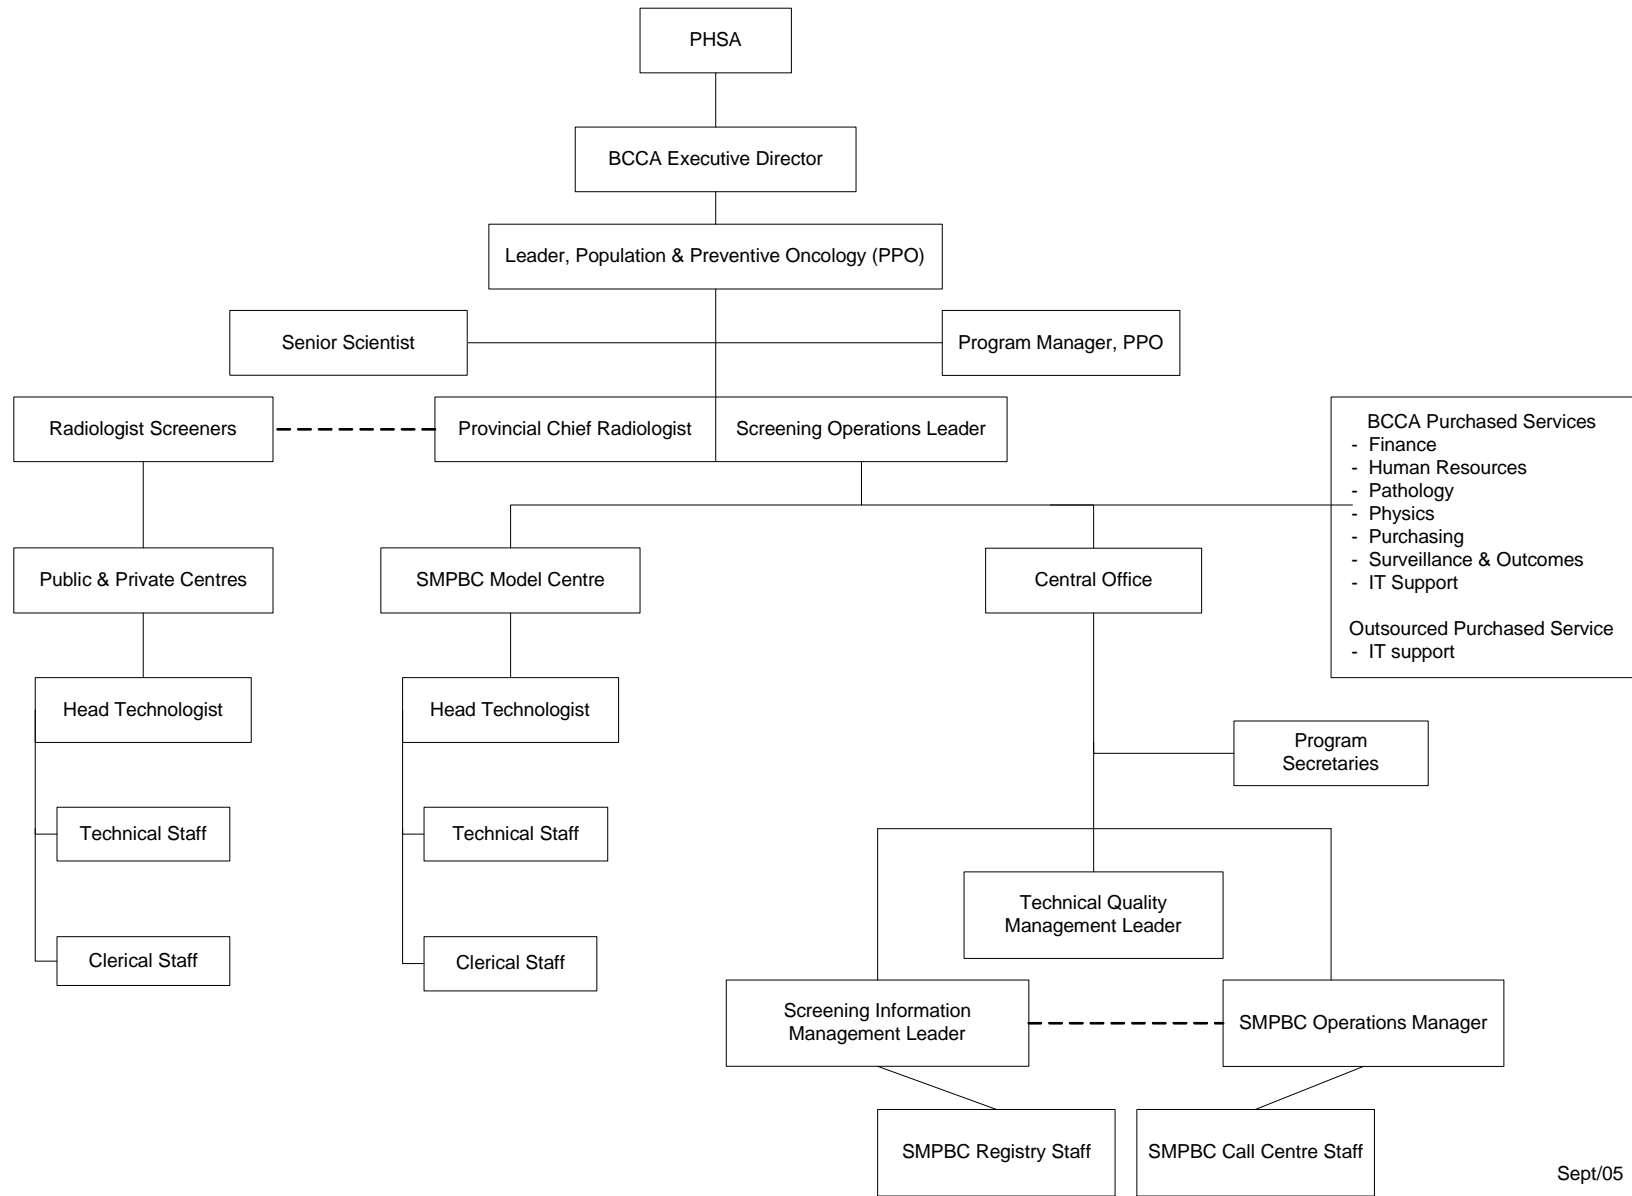 PHSA
BCCA Executive Director
Leader, Population & Preventive Oncology (PPO)
Senior Scientist
Program Manager, PPO
Radiologist Screeners
Provincial Chief Radiologist
Screening Operations Leader
BCCA Purchased Services
- Finance
- Human Resources
- Pathology
- Physics
- Purchasing
- Surveillance & Outcomes
- IT Support
Outsourced Purchased Service
- IT support
Public & Private Centres
SMPBC Model Centre
Central Office
Head Technologist
Head Technologist
Program
Secretaries
Technical Staff
Technical Staff
Technical Quality
Management Leader
Clerical Staff
Clerical Staff
Screening Information
Management Leader
SMPBC Operations Manager
SMPBC Registry Staff
SMPBC Call Centre Staff
Sept/05